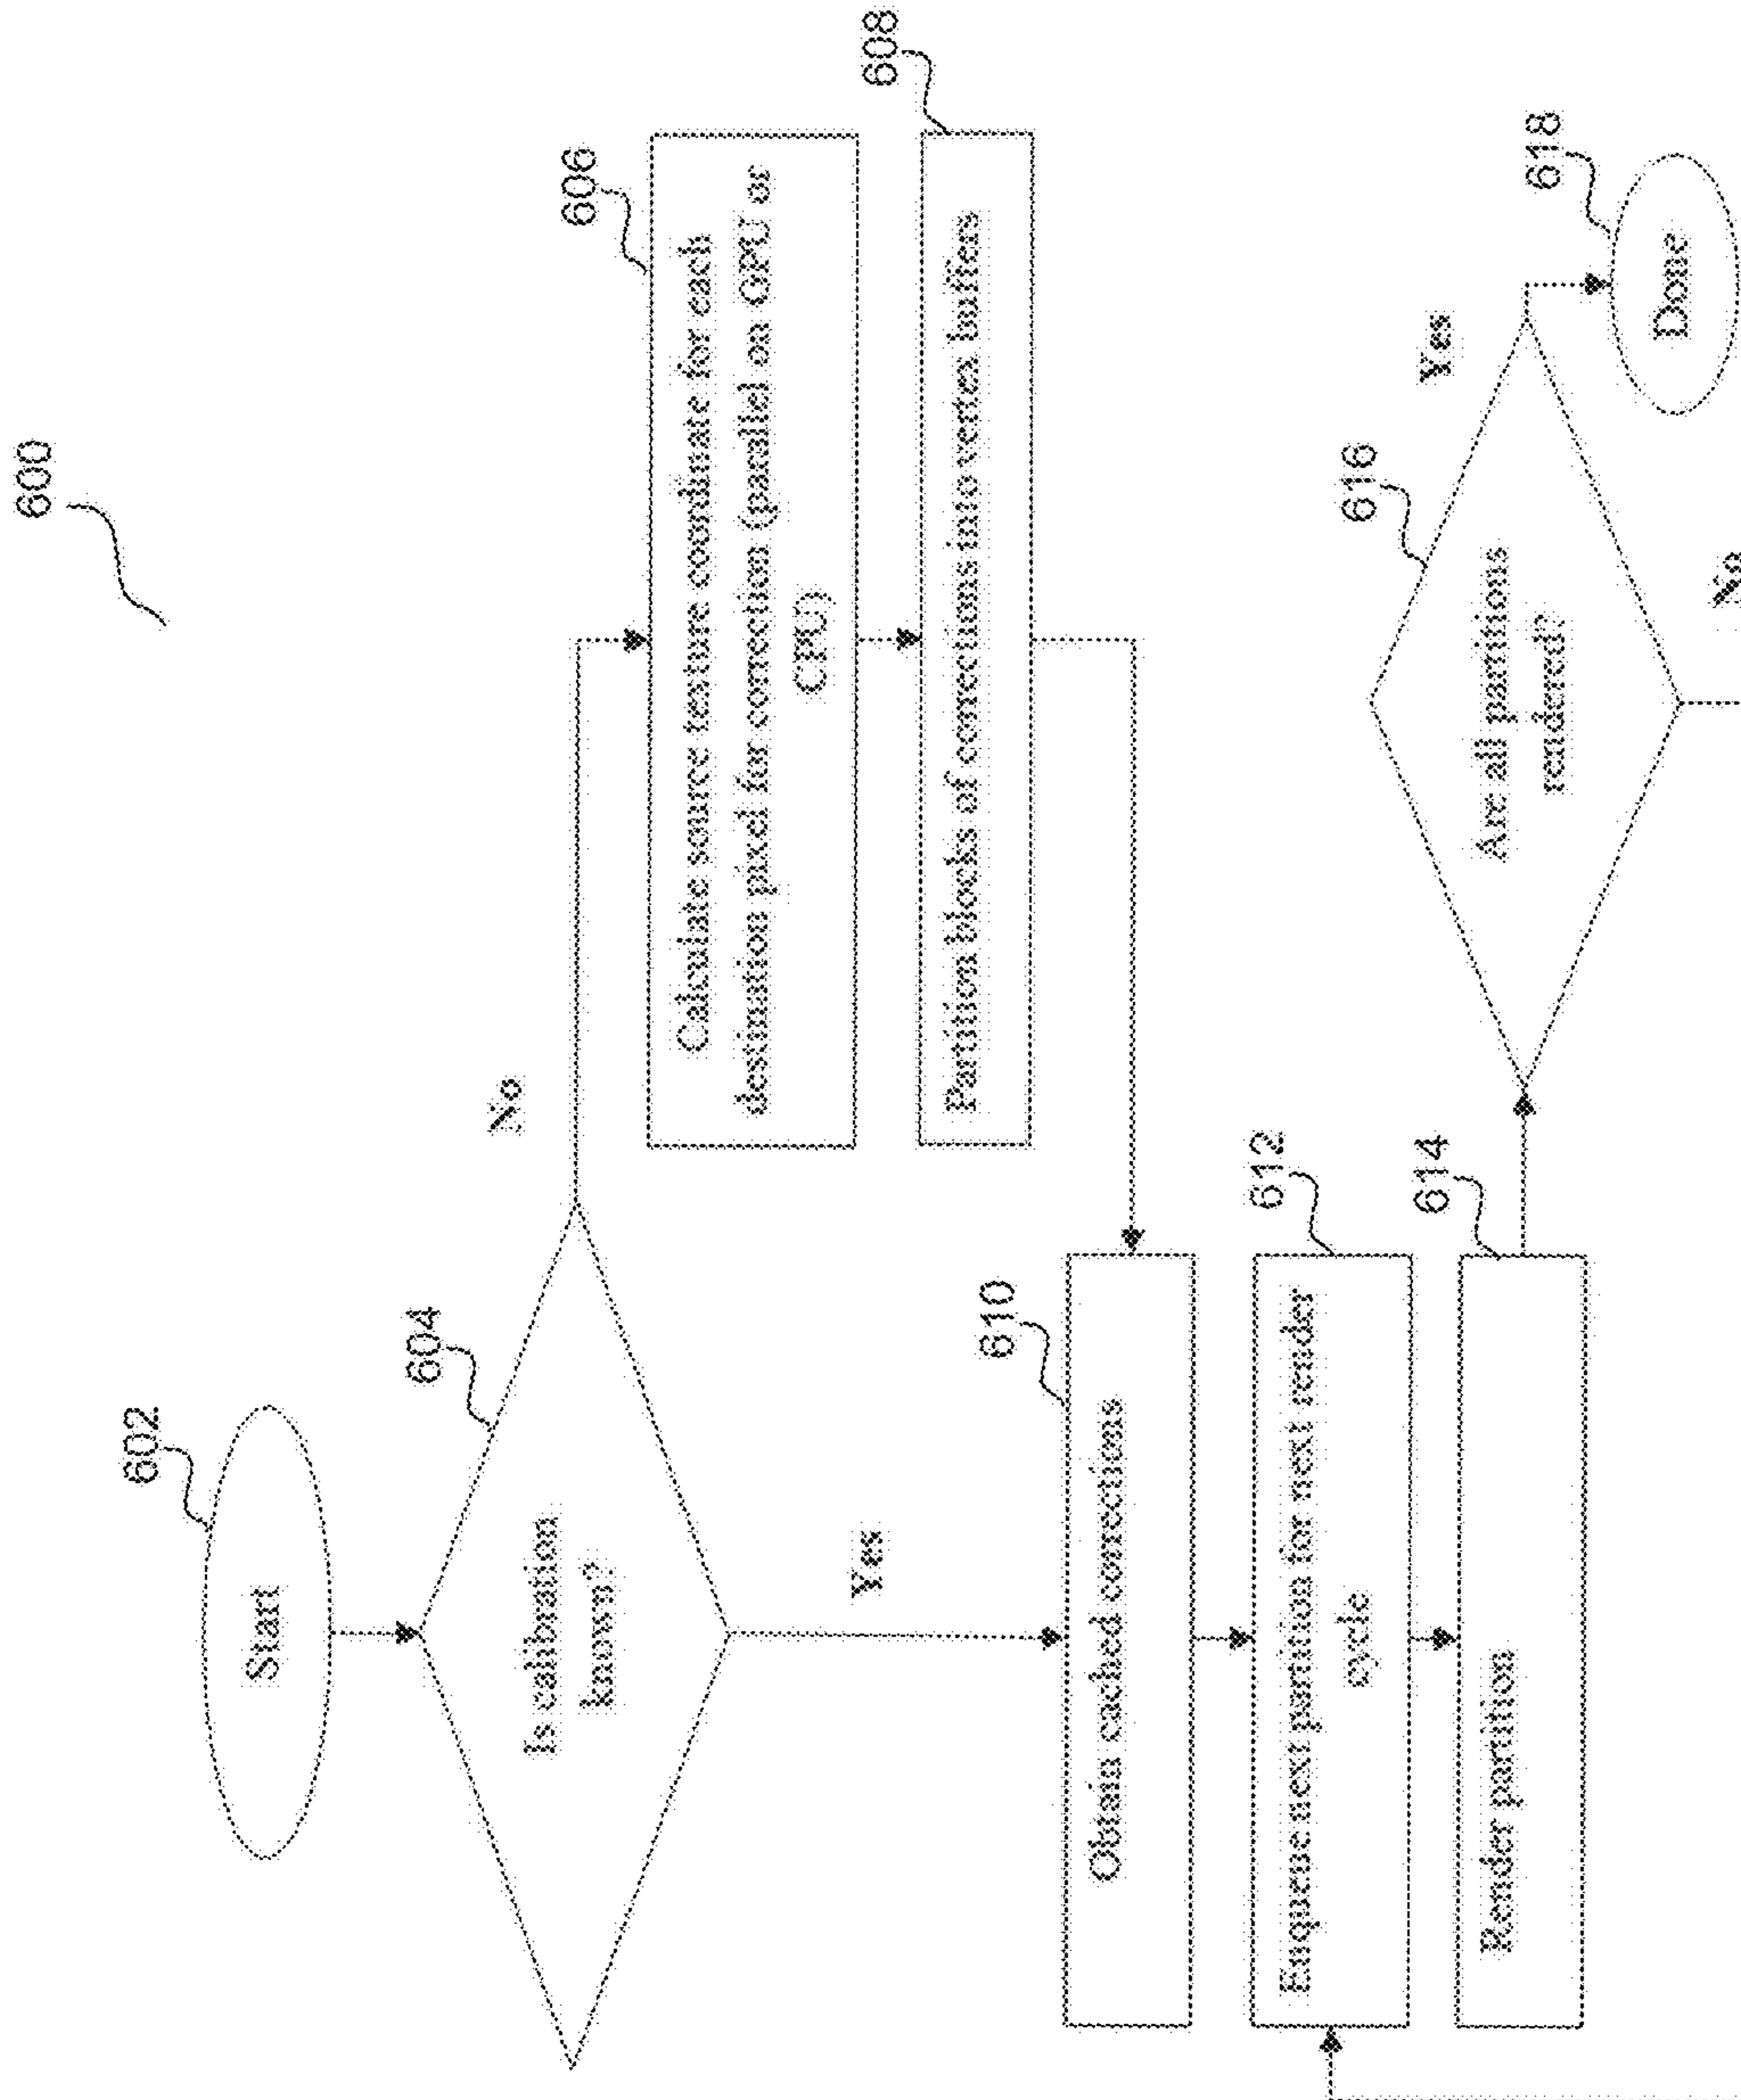 600
602
Start
604
Is calibration
known?
No
Yes
606
Calculate source texture coordinate for each
destination pixel for correction (parallel on GPU or
CPU)
608
Partition blocks of corrections into vertex buffers
610
Obtain cached corrections
612
Enqueue next partition for next render
cycle
614
Render partition
616
Are all partitions
rendered?
Yes
No
618
Done